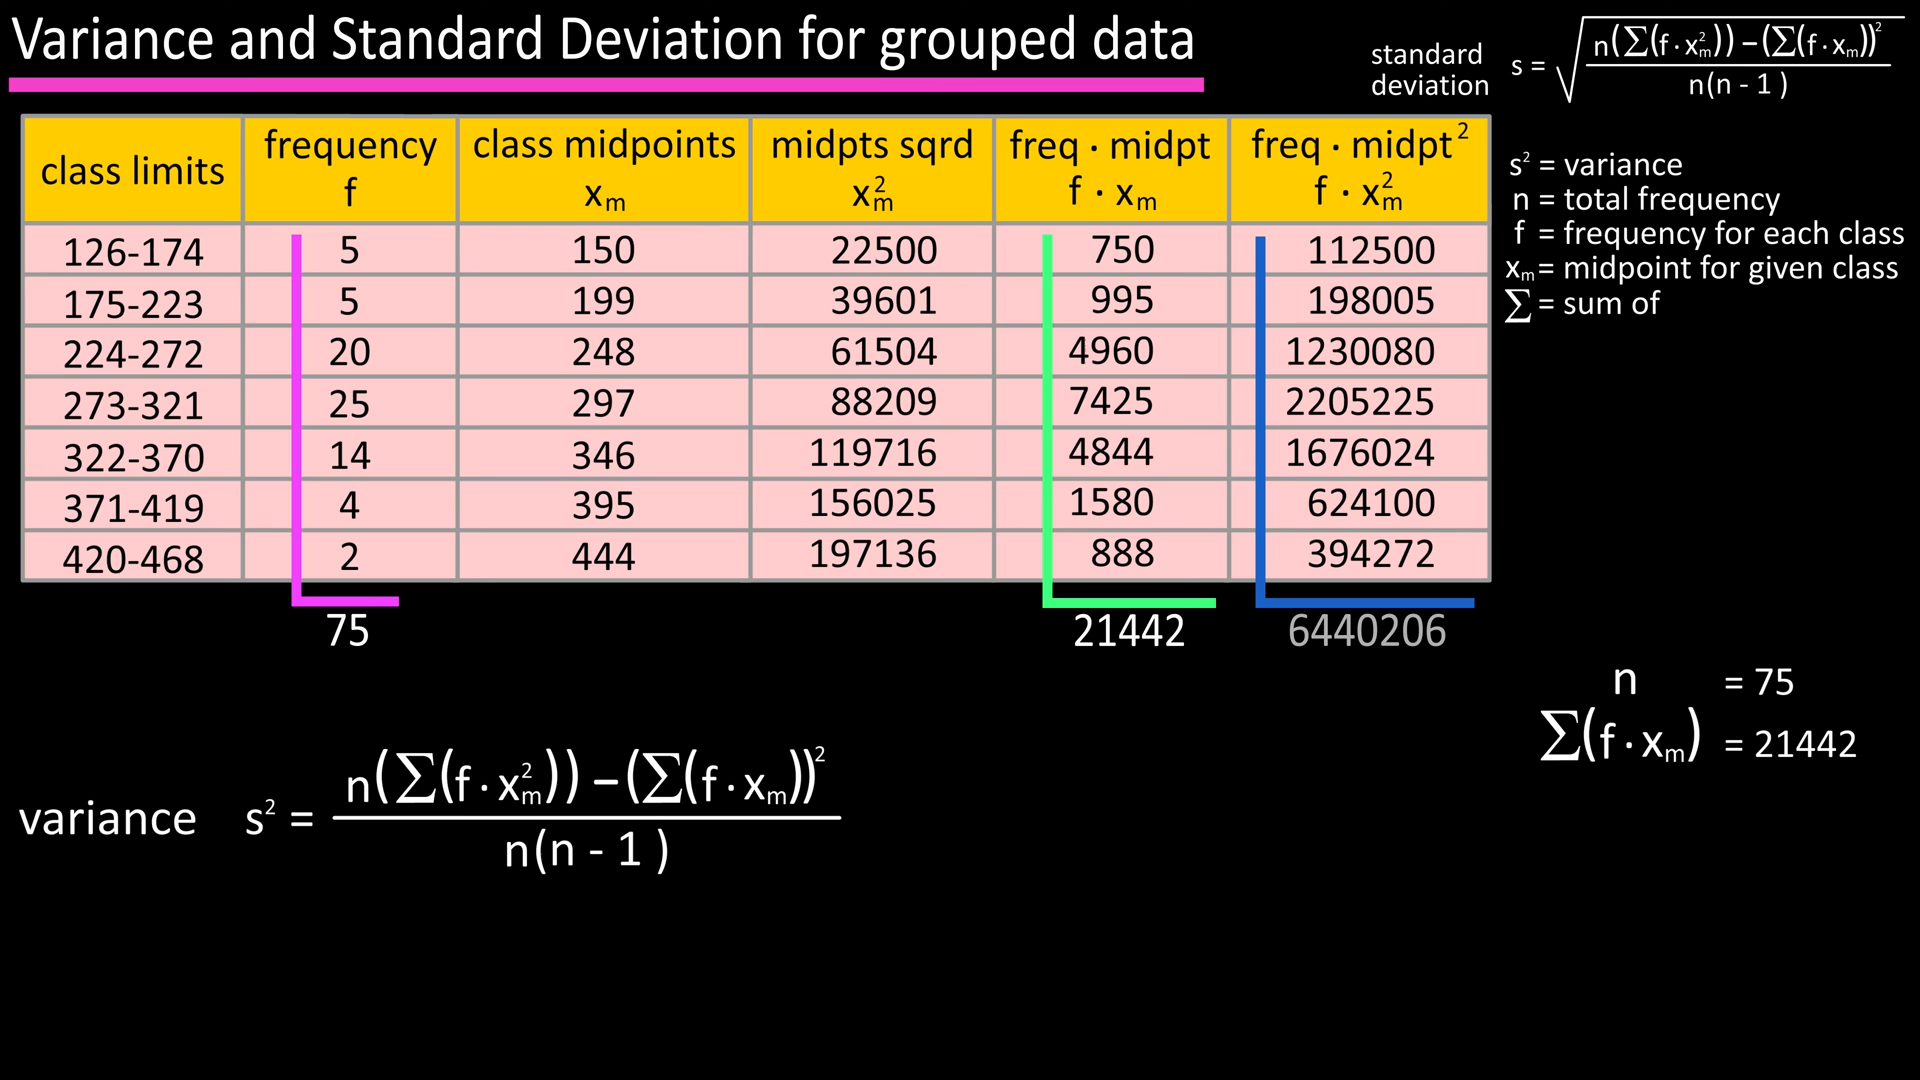 Variance and Standard Deviation for grouped data
standard deviation s = √ n(∑(f·xₘ²))−(∑(f·xₘ))² / n(n - 1)
class limits | frequency f | class midpoints xₘ | midpts sqrd xₘ² | freq · midpt f · xₘ | freq · midpt² f · xₘ²
126-174 5 150 22500 750 112500
175-223 5 199 39601 995 198005
224-272 20 248 61504 4960 1230080
273-321 25 297 88209 7425 2205225
322-370 14 346 119716 4844 1676024
371-419 4 395 156025 1580 624100
420-468 2 444 197136 888 394272
75 21442 6440206
s² = variance
n = total frequency
f = frequency for each class
xₘ = midpoint for given class
∑ = sum of
n = 75
∑(f·xₘ) = 21442
variance s² = n(∑(f·xₘ²))−(∑(f·xₘ))² / n(n - 1)